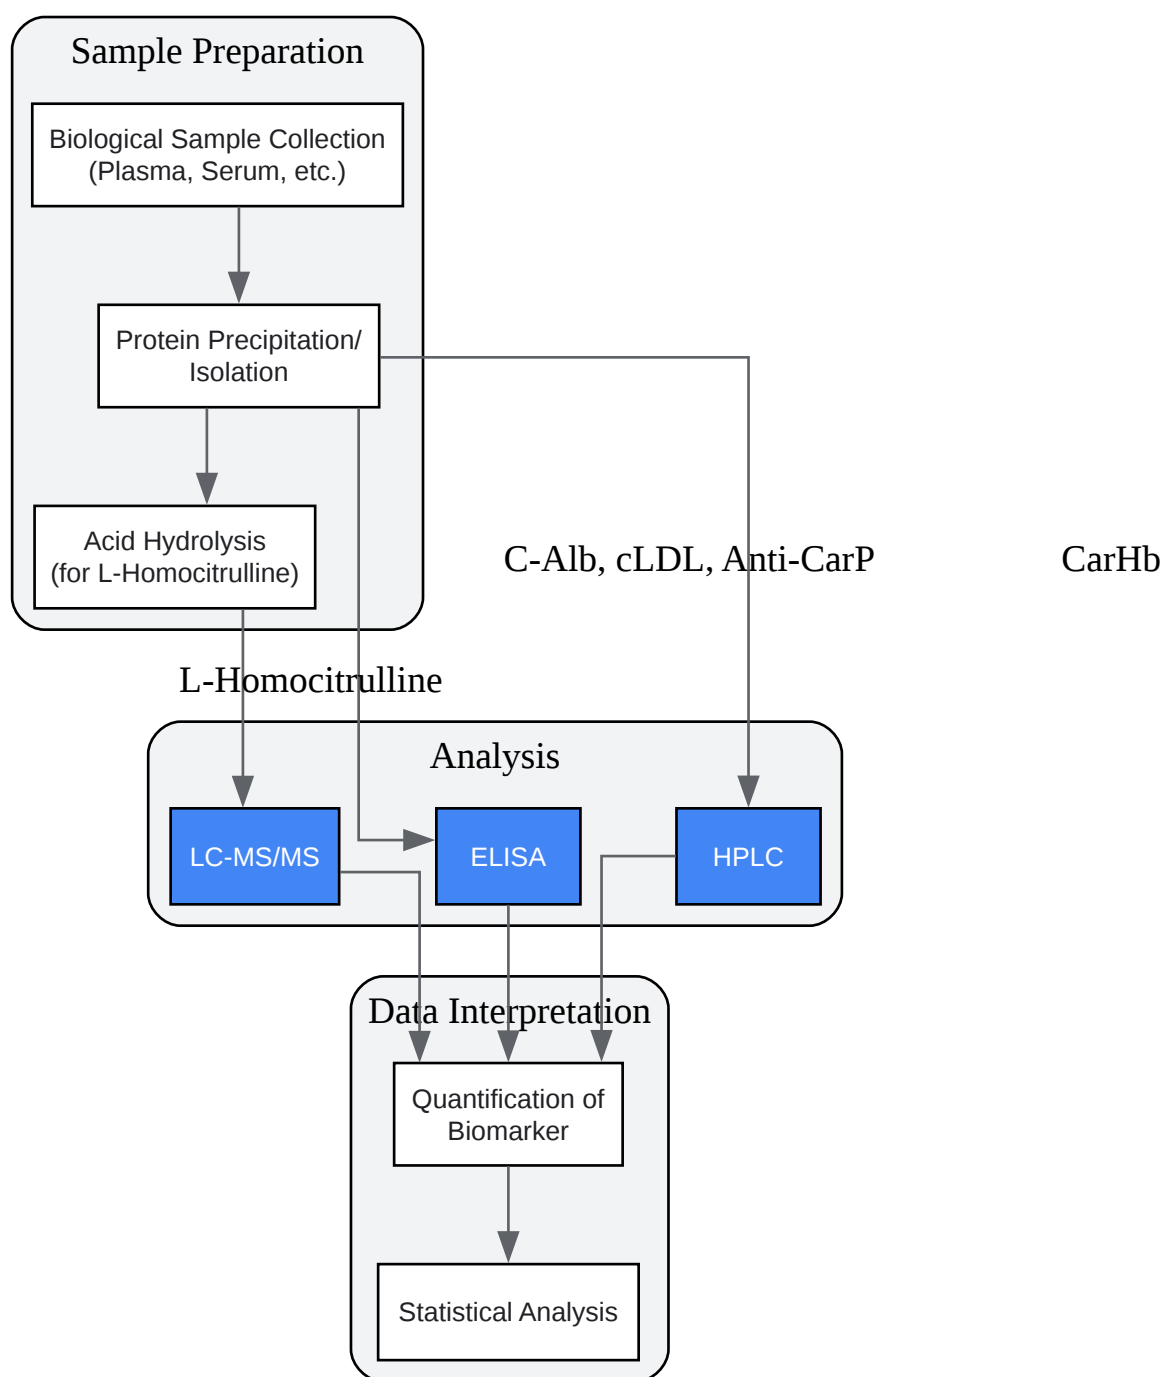 Sample Preparation
Biological Sample Collection
(Plasma, Serum, etc.)
Protein Precipitation/
Isolation
Acid Hydrolysis
(for L-Homocitrulline)
C-Alb, cLDL, Anti-CarP
CarHb
L-Homocitrulline
Analysis
LC-MS/MS
ELISA
HPLC
Data Interpretation
Quantification of
Biomarker
Statistical Analysis